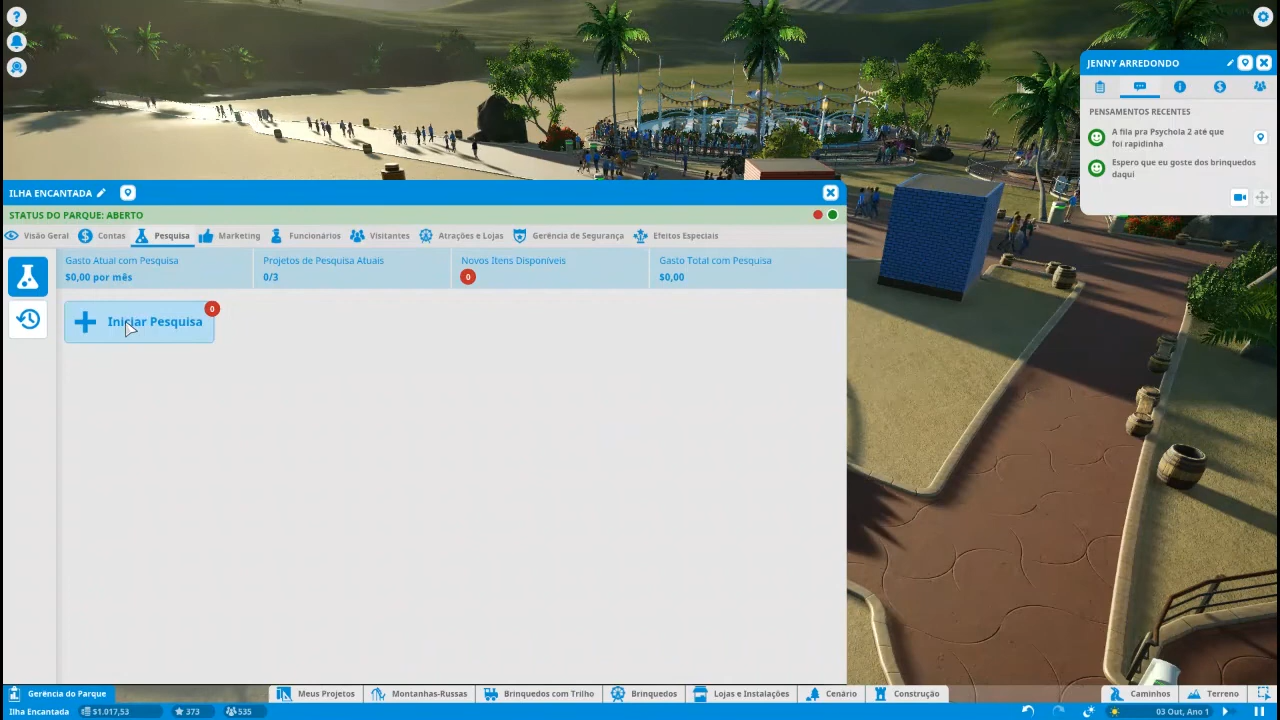 ?
JENNY ARREDONDO
PENSAMENTOS RECENTES
A fila pra Psychola 2 até que
foi rapidinha
Espero que eu goste dos brinquedos
daqui
ILHA ENCANTADA
STATUS DO PARQUE: ABERTO
Visão Geral
Contas
Pesquisa
Marketing
Funcionários
Visitantes
Atrações e Lojas
Gerência de Segurança
Efeitos Especiais
Gasto Atual com Pesquisa
$0,00 por mês
Projetos de Pesquisa Atuais
0/3
Novos Itens Disponíveis
0
Gasto Total com Pesquisa
$0,00
Iniciar Pesquisa
0
Gerência do Parque
Meus Projetos
Montanhas-Russas
Brinquedos com Trilho
Brinquedos
Lojas e Instalações
Cenário
Construção
Caminhos
Terreno
Ilha Encantada
$1.017,53
373
535
03 Out, Ano 1